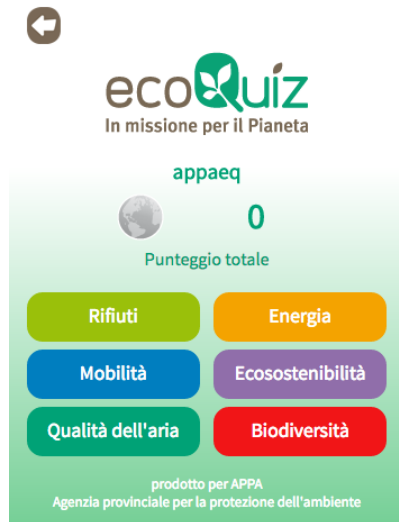 ecoQuiz
In missione per il Pianeta
appaeq
0
Punteggio totale
Rifiuti
Energia
Mobilità
Ecosostenibilità
Qualità dell'aria
Biodiversità
prodotto per APPA
Agenzia provinciale per la protezione dell'ambiente